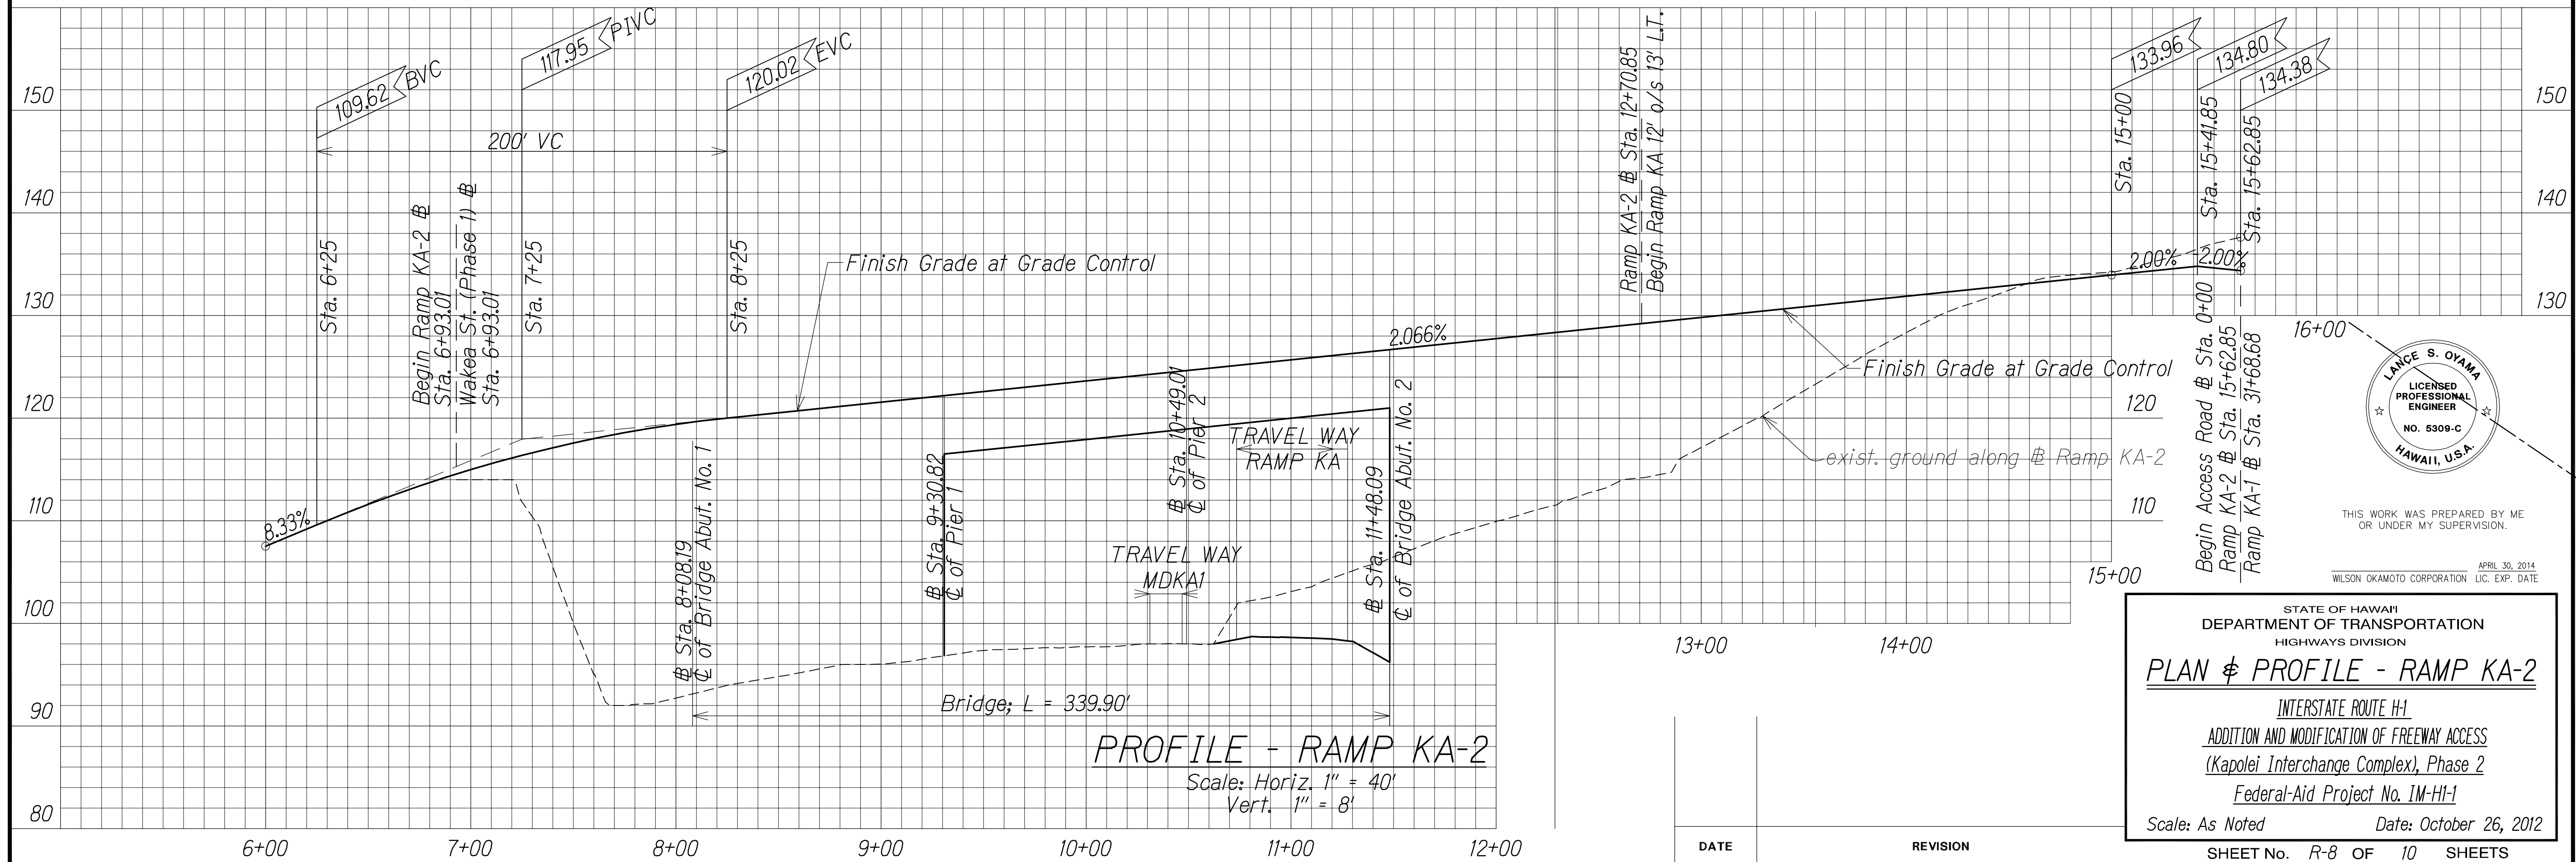 109.62 BVC
117.95 PIVC
120.02 EVC
133.96
134.80
134.38
150
140
130
120
110
100
90
80
200' VC
Sta. 6+25
Begin Ramp KA-2 ⅊
Sta. 6+93.01
Wakea St. (Phase 1) ⅊
Sta. 6+93.01
Sta. 7+25
Sta. 8+25
Finish Grade at Grade Control
Ramp KA-2 ⅊ Sta. 12+70.85
Begin Ramp KA 12' o/s 13' L.T.
Sta. 15+00
Sta. 15+41.85
Sta. 15+62.85
150
140
130
2.00%
2.00%
8.33%
2.066%
Finish Grade at Grade Control
exist. ground along ⅊ Ramp KA-2
120
110
⅊ Sta. 8+08.19
℄ of Bridge Abut. No. 1
⅊ Sta. 9+30.82
℄ of Pier 1
⅊ Sta. 10+49.01
℄ of Pier 2
TRAVEL WAY
RAMP KA
TRAVEL WAY
MDKA1
⅊ Sta. 11+48.09
℄ of Bridge Abut. No. 2
Begin Access Road ⅊ Sta. 0+00
Ramp KA-2 ⅊ Sta. 15+62.85
Ramp KA-1 ⅊ Sta. 31+68.68
Bridge; L = 339.90'
PROFILE - RAMP KA-2
Scale: Horiz. 1" = 40'
Vert. 1" = 8'
6+00
7+00
8+00
9+00
10+00
11+00
12+00
13+00
14+00
15+00
16+00
LANCE S. OYAMA
LICENSED
PROFESSIONAL
ENGINEER
NO. 5309-C
HAWAII, U.S.A.
THIS WORK WAS PREPARED BY ME
OR UNDER MY SUPERVISION.
APRIL 30, 2014
WILSON OKAMOTO CORPORATION LIC. EXP. DATE
STATE OF HAWAI'I
DEPARTMENT OF TRANSPORTATION
HIGHWAYS DIVISION
PLAN & PROFILE - RAMP KA-2
INTERSTATE ROUTE H-1
ADDITION AND MODIFICATION OF FREEWAY ACCESS
(Kapolei Interchange Complex), Phase 2
Federal-Aid Project No. IM-H1-1
Scale: As Noted Date: October 26, 2012
SHEET No. R-8 OF 10 SHEETS
DATE REVISION